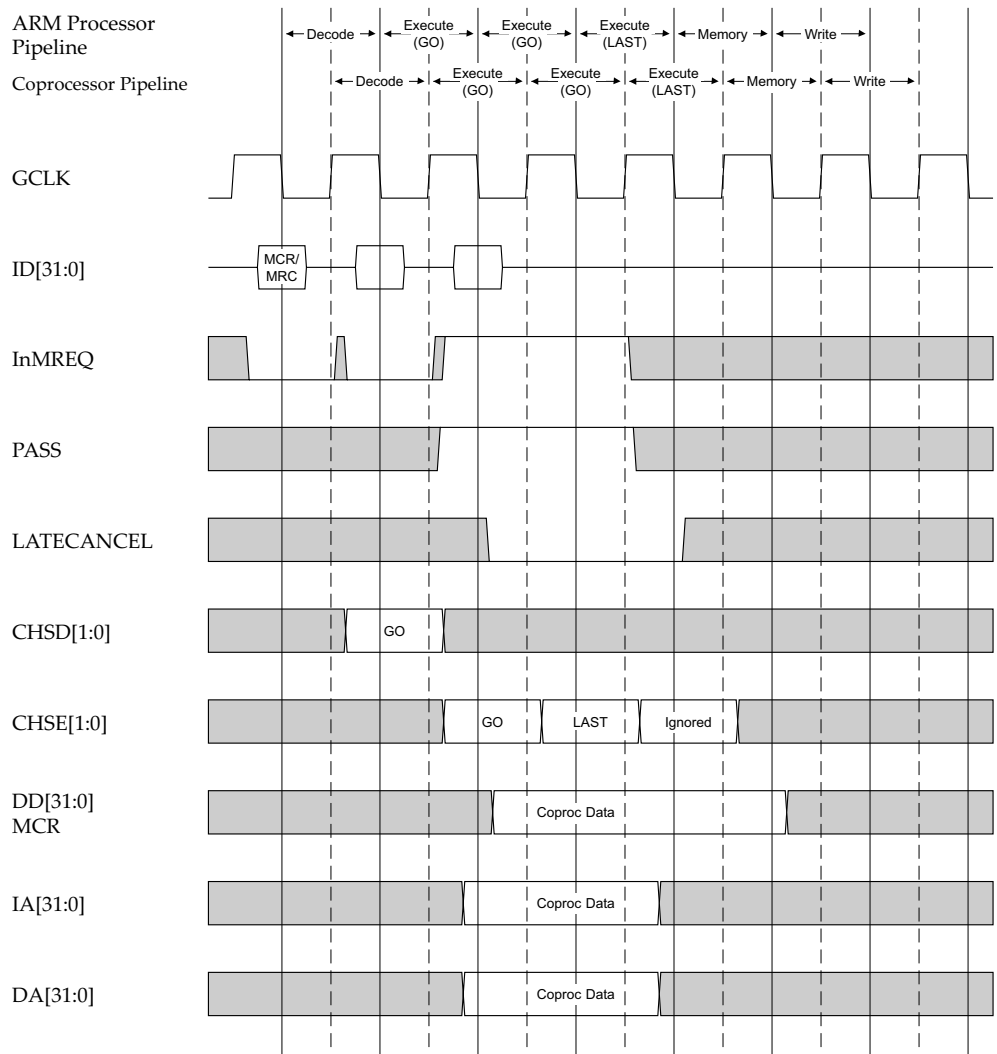 ARM Processor
Pipeline
Decode
Execute
(GO)
Execute
(GO)
Execute
(LAST)
Memory
Write
Coprocessor Pipeline
Decode
Execute
(GO)
Execute
(GO)
Execute
(LAST)
Memory
Write
GCLK
ID[31:0]
MCR/
MRC
InMREQ
PASS
LATECANCEL
CHSD[1:0]
GO
CHSE[1:0]
GO
LAST
Ignored
DD[31:0]
MCR
Coproc Data
IA[31:0]
Coproc Data
DA[31:0]
Coproc Data